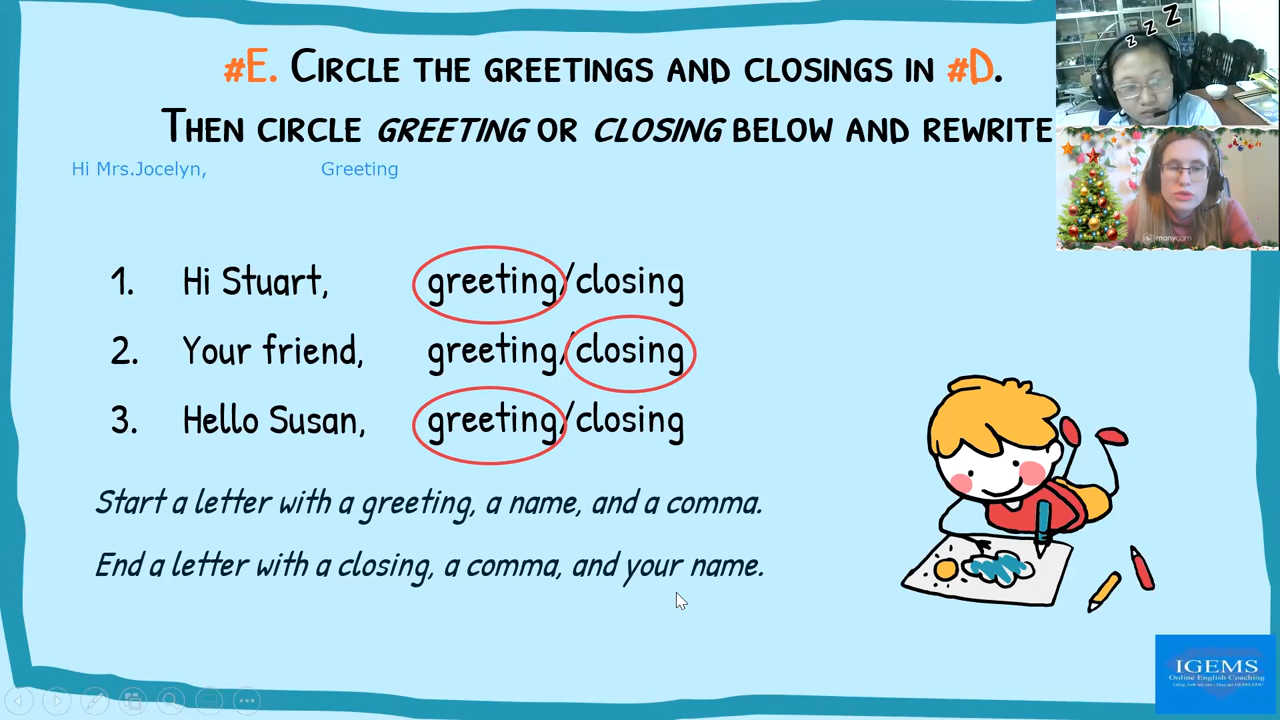 #E. CIRCLE THE GREETINGS AND CLOSINGS IN #D.
THEN CIRCLE GREETING OR CLOSING BELOW AND REWRITE
Hi Mrs.Jocelyn, Greeting
1. Hi Stuart, greeting/closing
2. Your friend, greeting/closing
3. Hello Susan, greeting/closing
Start a letter with a greeting, a name, and a comma.
End a letter with a closing, a comma, and your name.
z z Z
manycam
IGEMS
Online English Coaching